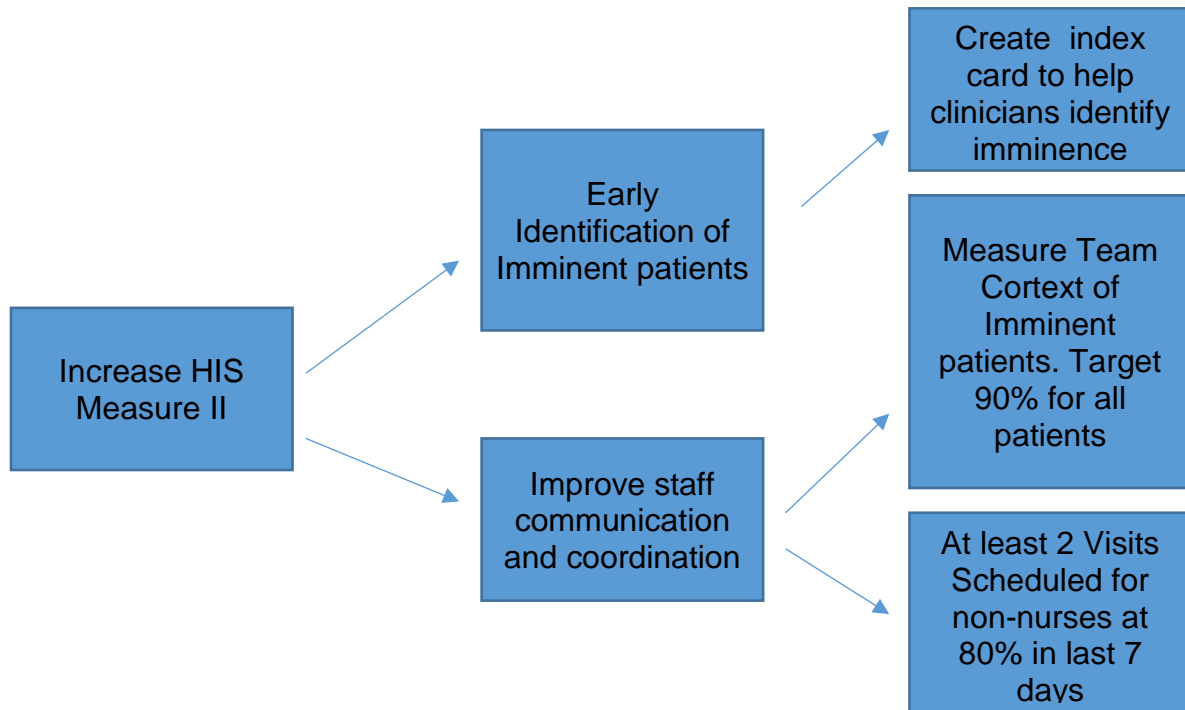 Increase HIS
Measure II
Early
Identification of
Imminent patients
Improve staff
communication
and coordination
Create index
card to help
clinicians identify
imminence
Measure Team
Cortext of
Imminent
patients. Target
90% for all
patients
At least 2 Visits
Scheduled for
non-nurses at
80% in last 7
days